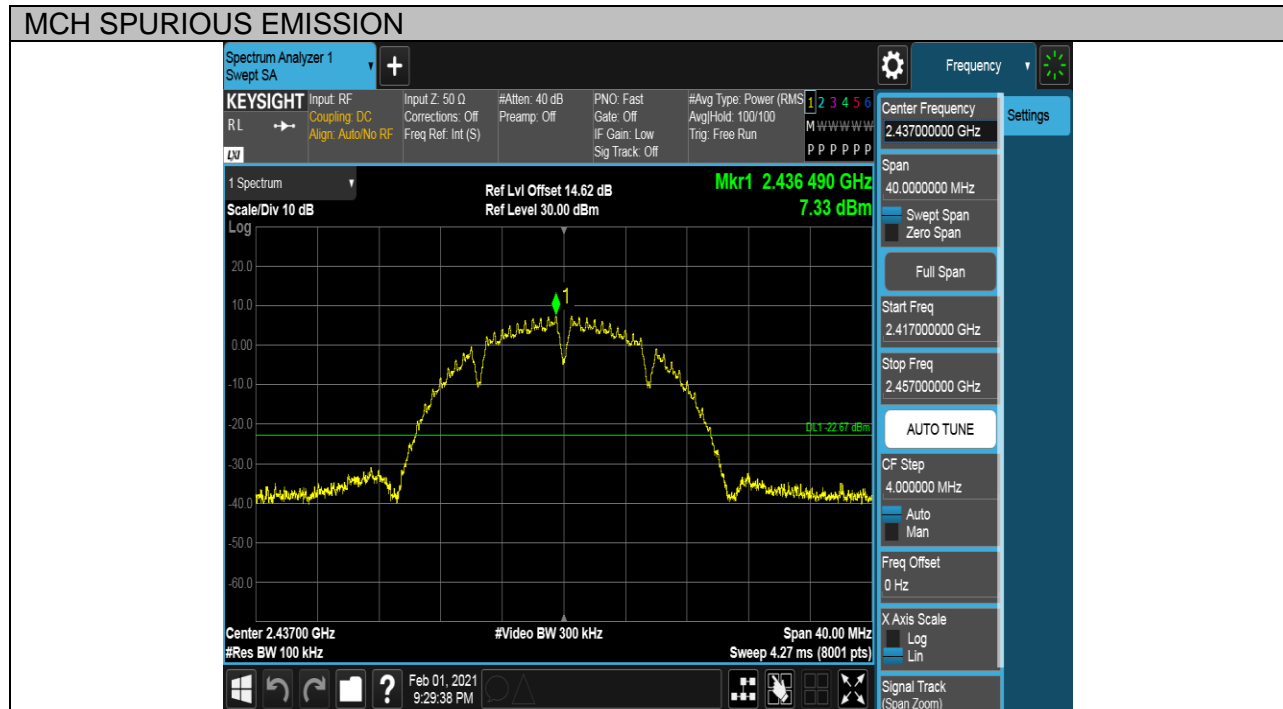 MCH SPURIOUS EMISSION
Spectrum Analyzer 1
Swept SA
+
Frequency
KEYSIGHT
RL
LXI
Input: RF
Coupling: DC
Align: Auto/No RF
Input Z: 50 Ω
Corrections: Off
Freq Ref: Int (S)
#Atten: 40 dB
Preamp: Off
PNO: Fast
Gate: Off
IF Gain: Low
Sig Track: Off
#Avg Type: Power (RMS
Avg|Hold: 100/100
Trig: Free Run
1 2 3 4 5 6
M W W W W W
P P P P P P
Center Frequency
2.437000000 GHz
Settings
Span
40.0000000 MHz
Swept Span
Zero Span
Full Span
Start Freq
2.417000000 GHz
Stop Freq
2.457000000 GHz
AUTO TUNE
CF Step
4.000000 MHz
Auto
Man
Freq Offset
0 Hz
X Axis Scale
Log
Lin
Signal Track
(Span Zoom)
1 Spectrum
Scale/Div 10 dB
Log
Ref Lvl Offset 14.62 dB
Ref Level 30.00 dBm
Mkr1 2.436 490 GHz
7.33 dBm
20.0
10.0
1
0.00
-10.0
-20.0
DL1 -22.67 dBm
-30.0
-40.0
-50.0
-60.0
Center 2.43700 GHz
#Video BW 300 kHz
Span 40.00 MHz
#Res BW 100 kHz
Sweep 4.27 ms (8001 pts)
?
Feb 01, 2021
9:29:38 PM